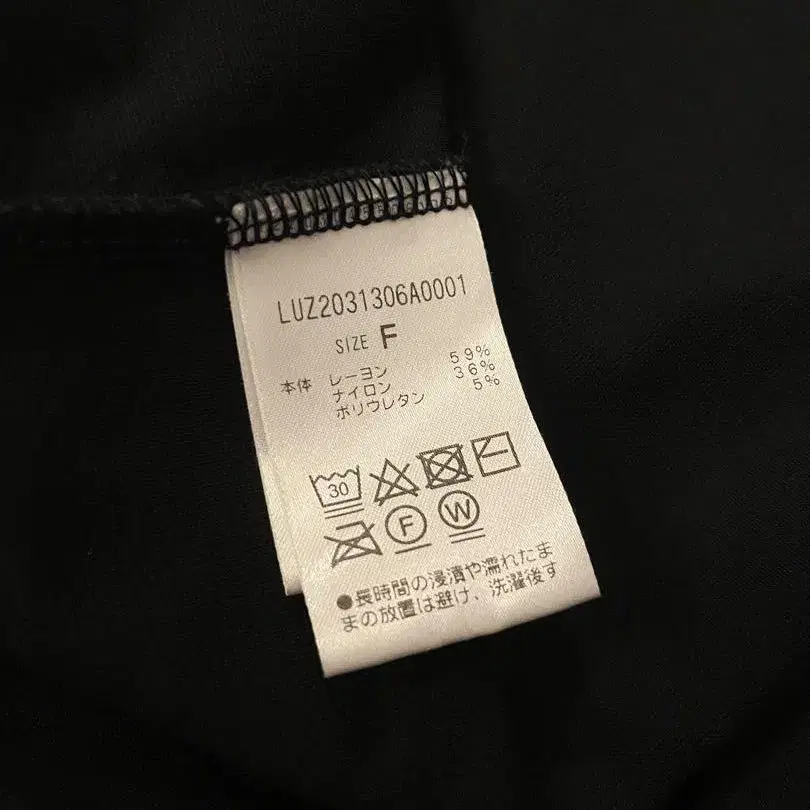 LUZ2031306A0001
SIZE F
本体 レーヨン 59%
ナイロン 36%
ポリウレタン 5%
30
F W
●長時間の浸漬や濡れたま
まの放置は避け、洗濯後す